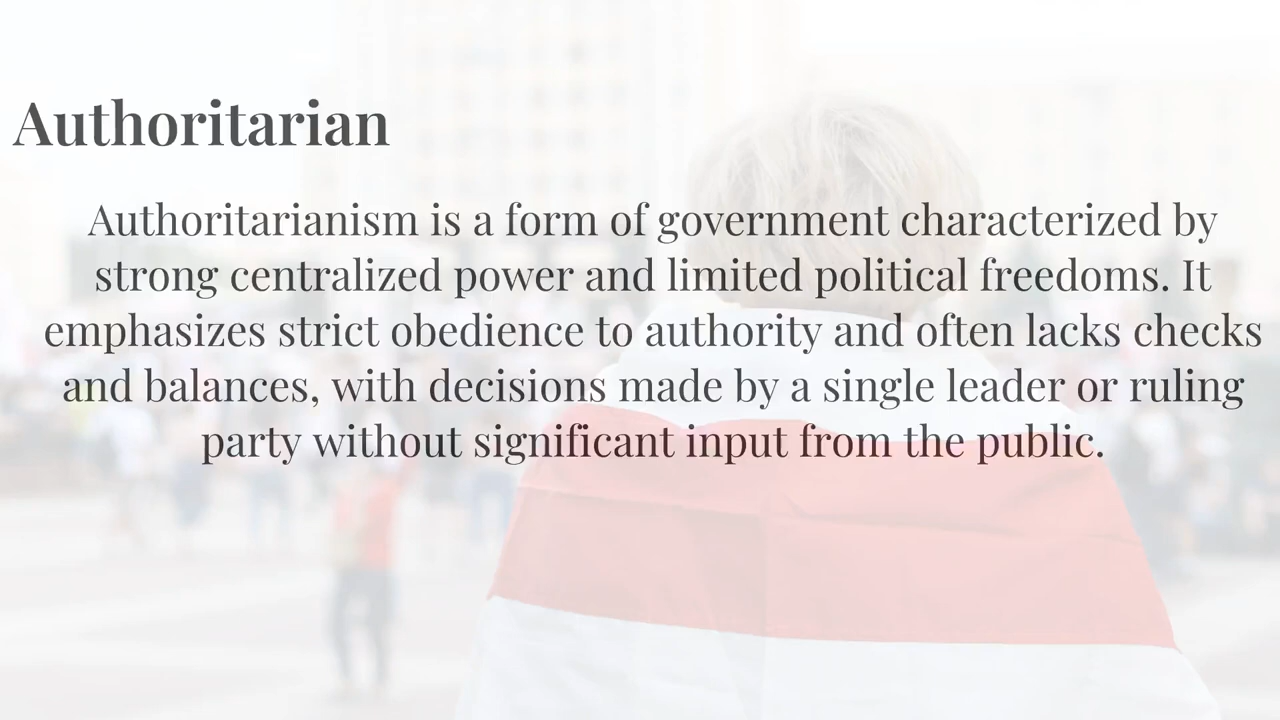 Authoritarian
Authoritarianism is a form of government characterized by
strong centralized power and limited political freedoms. It
emphasizes strict obedience to authority and often lacks checks
and balances, with decisions made by a single leader or ruling
party without significant input from the public.